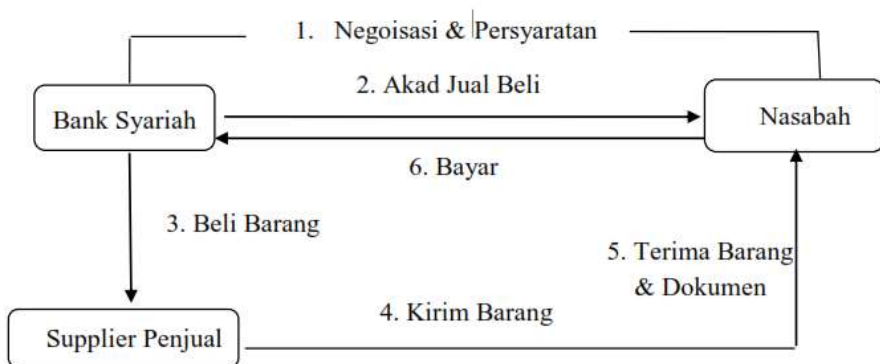 1. Negoisasi & Persyaratan
2. Akad Jual Beli
Bank Syariah
Nasabah
6. Bayar
3. Beli Barang
5. Terima Barang
& Dokumen
4. Kirim Barang
Supplier Penjual